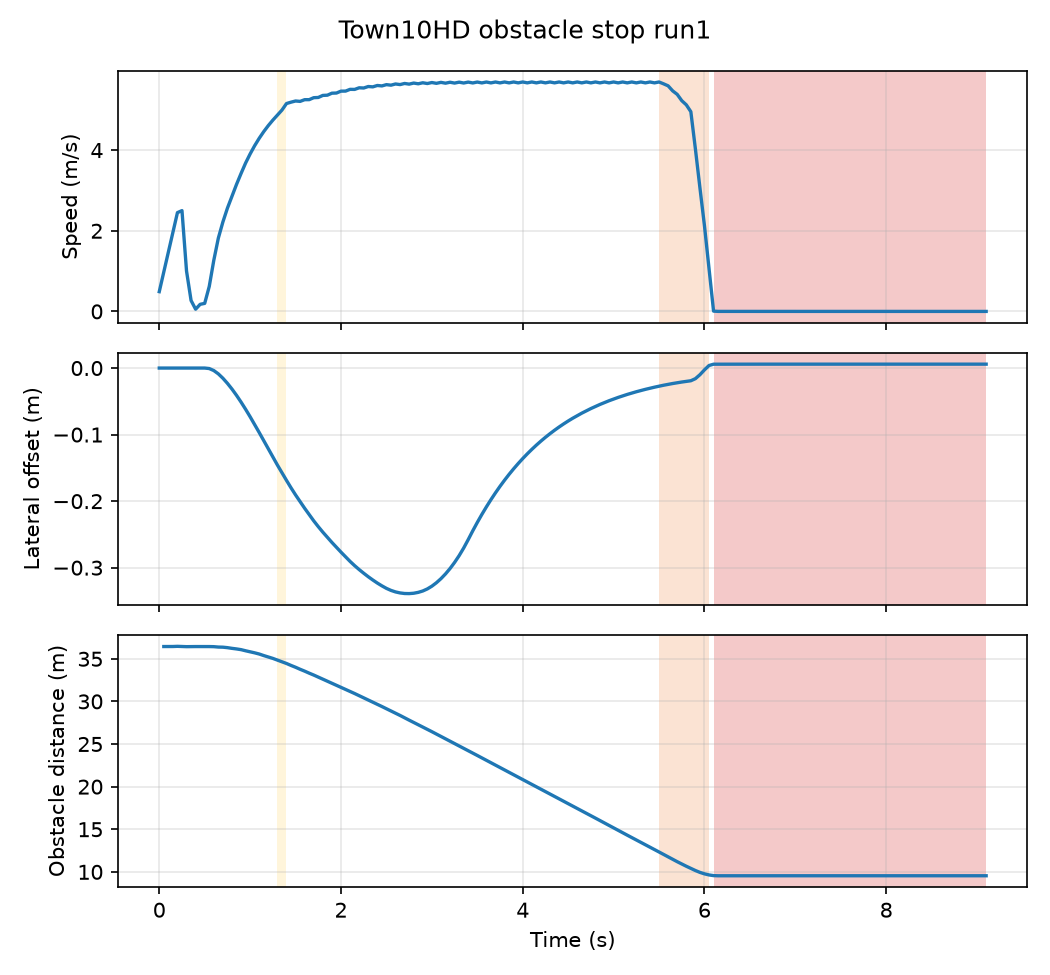 Town10HD obstacle stop run1
Speed (m/s)
4
2
0
Lateral offset (m)
0.0
−0.1
−0.2
−0.3
Obstacle distance (m)
35
30
25
20
15
10
0 2 4 6 8
Time (s)